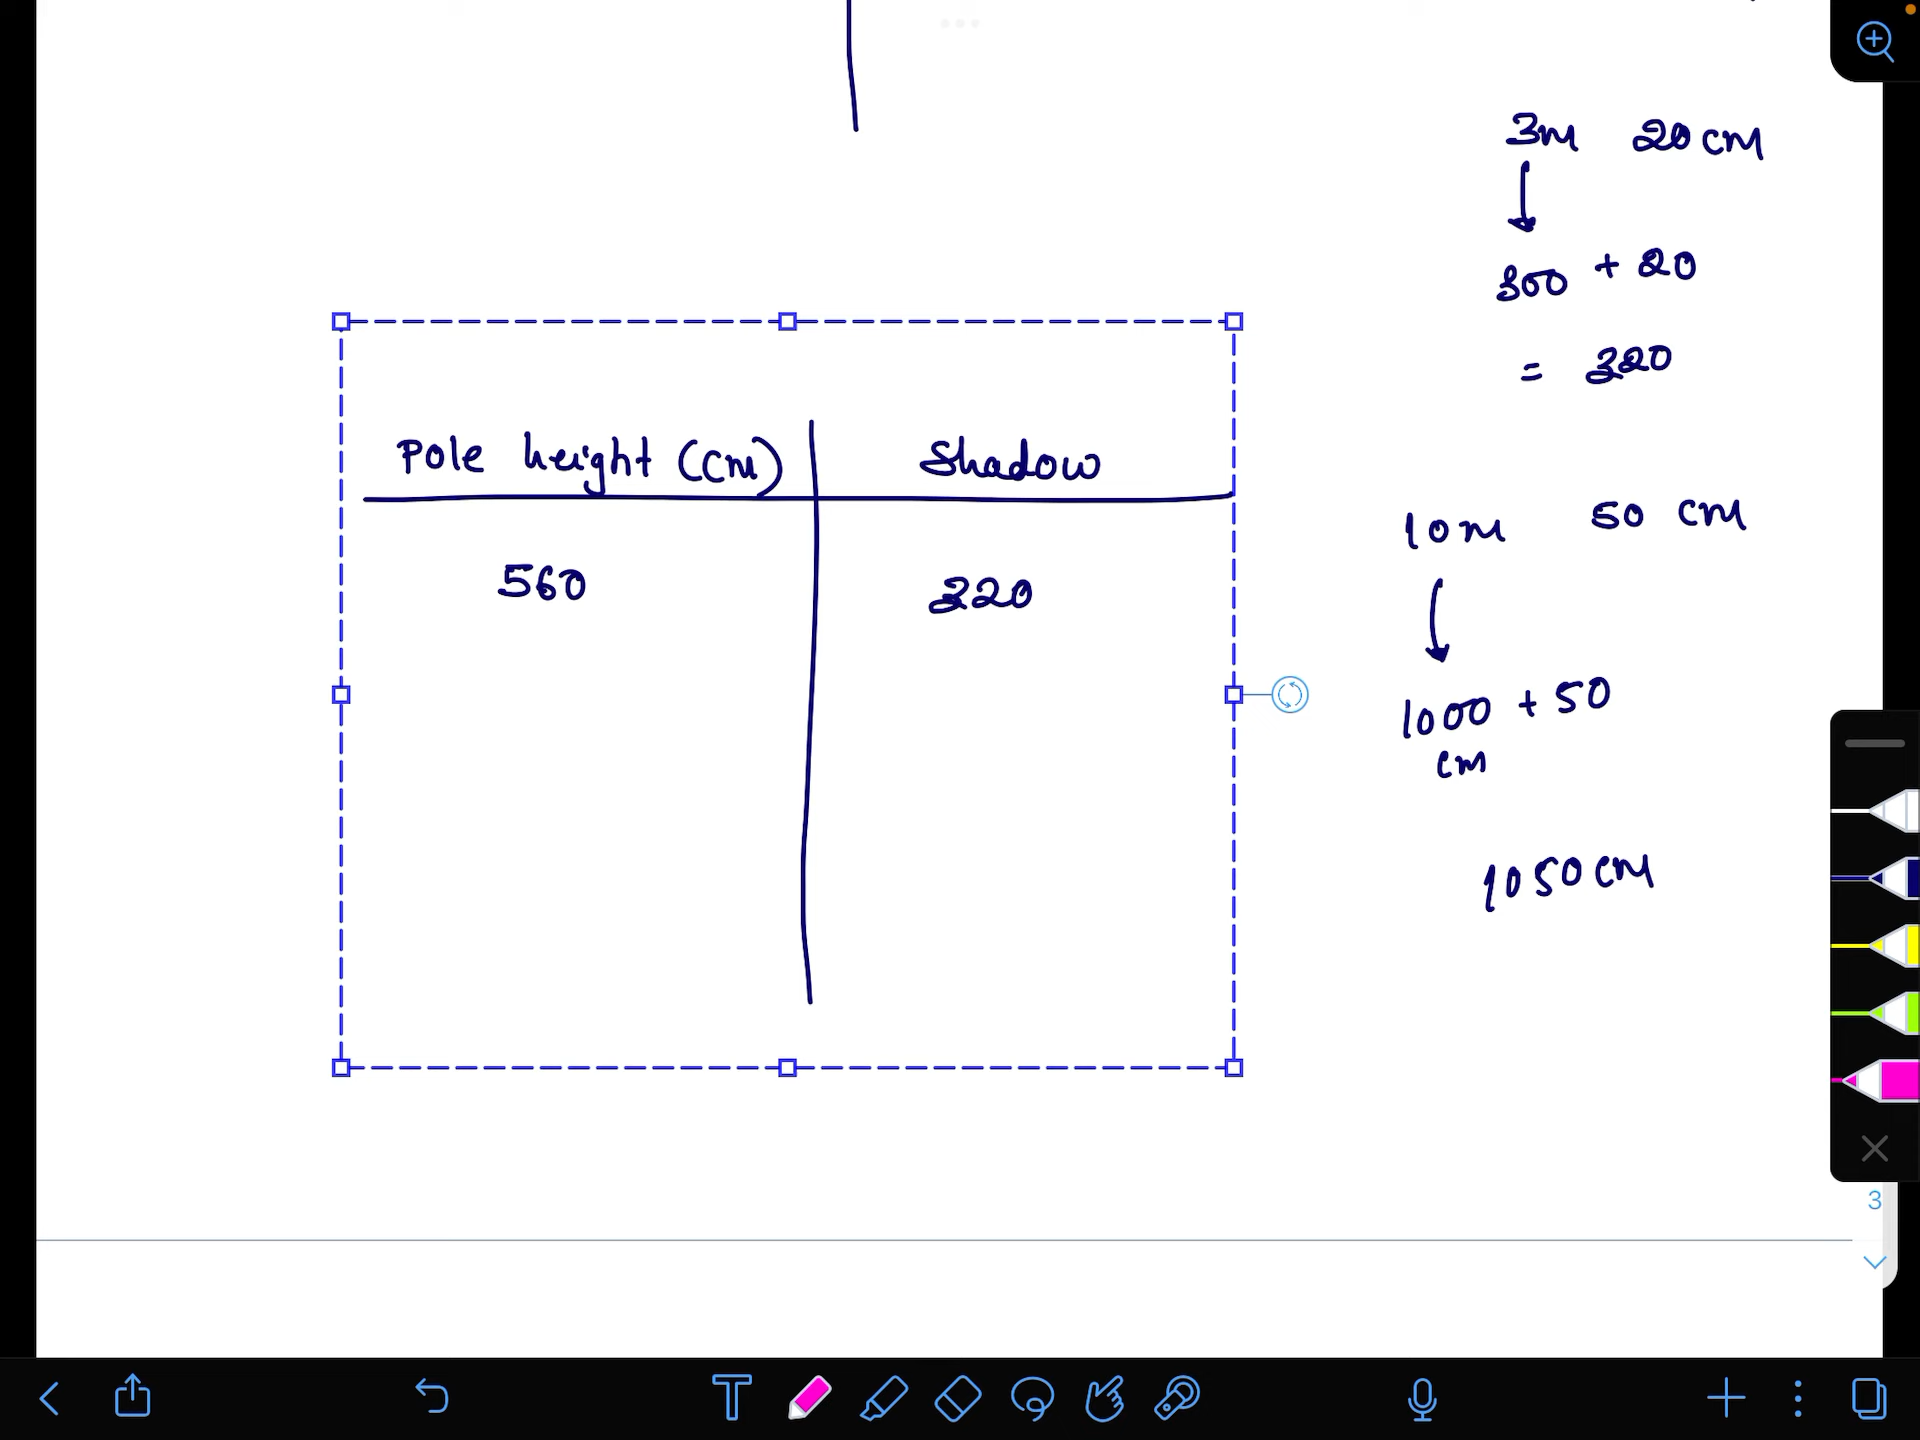 3m 20 cm
300 + 20
= 320
Pole height (cm) Shadow
560 320
10 m 50 cm
1000 + 50
cm
1050 cm
3